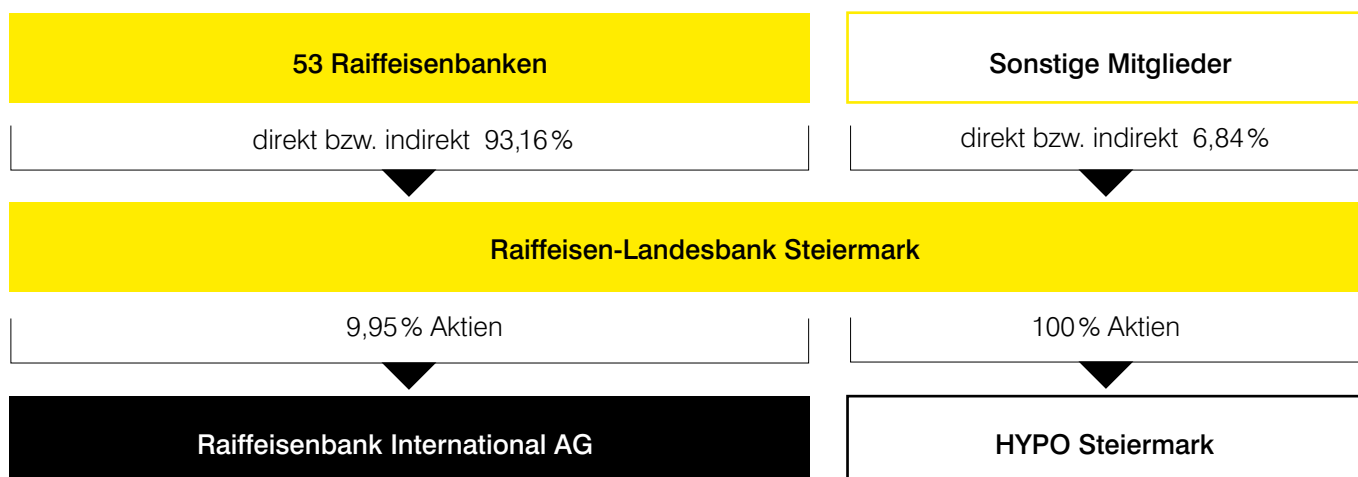 53 Raiffeisenbanken
Sonstige Mitglieder
direkt bzw. indirekt 93,16%
direkt bzw. indirekt 6,84%
Raiffeisen-Landesbank Steiermark
9,95% Aktien
100% Aktien
Raiffeisenbank International AG
HYPO Steiermark